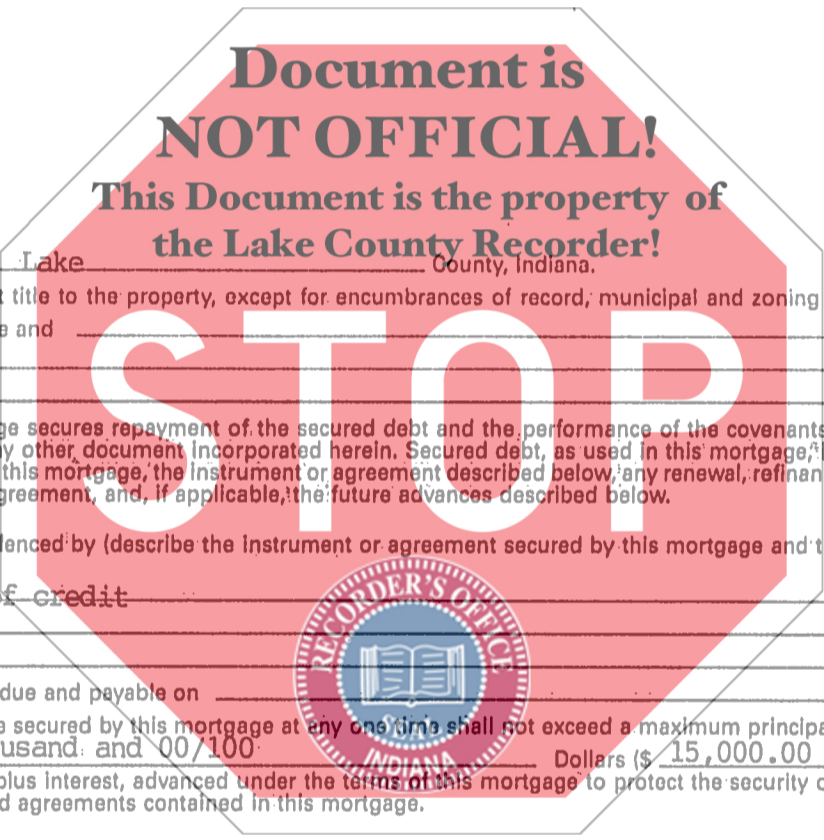 Document is
NOT OFFICIAL!
This Document is the property of
the Lake County Recorder!
Lake County, Indiana.
title to the property, except for encumbrances of record, municipal and zoning
and
STOP
ge secures repayment of the secured debt and the performance of the covenants
y other document incorporated herein. Secured debt, as used in this mortgage,
this mortgage, the instrument or agreement described below, any renewal, refinan
greement, and, if applicable, the future advances described below.
denced by (describe the instrument or agreement secured by this mortgage and t
f credit
RECORDER'S OFFICE
due and payable on
e secured by this mortgage at any one time shall not exceed a maximum principa
usand and 00/100 Dollars ($ 15,000.00
INDIANA
plus interest, advanced under the terms of this mortgage to protect the security o
d agreements contained in this mortgage.